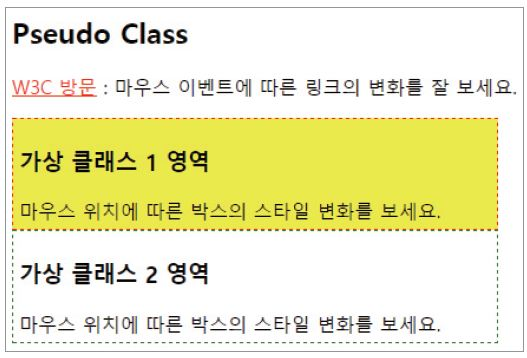 Pseudo Class
W3C 방문 : 마우스 이벤트에 따른 링크의 변화를 잘 보세요.
가상 클래스 1 영역
마우스 위치에 따른 박스의 스타일 변화를 보세요.
가상 클래스 2 영역
마우스 위치에 따른 박스의 스타일 변화를 보세요.